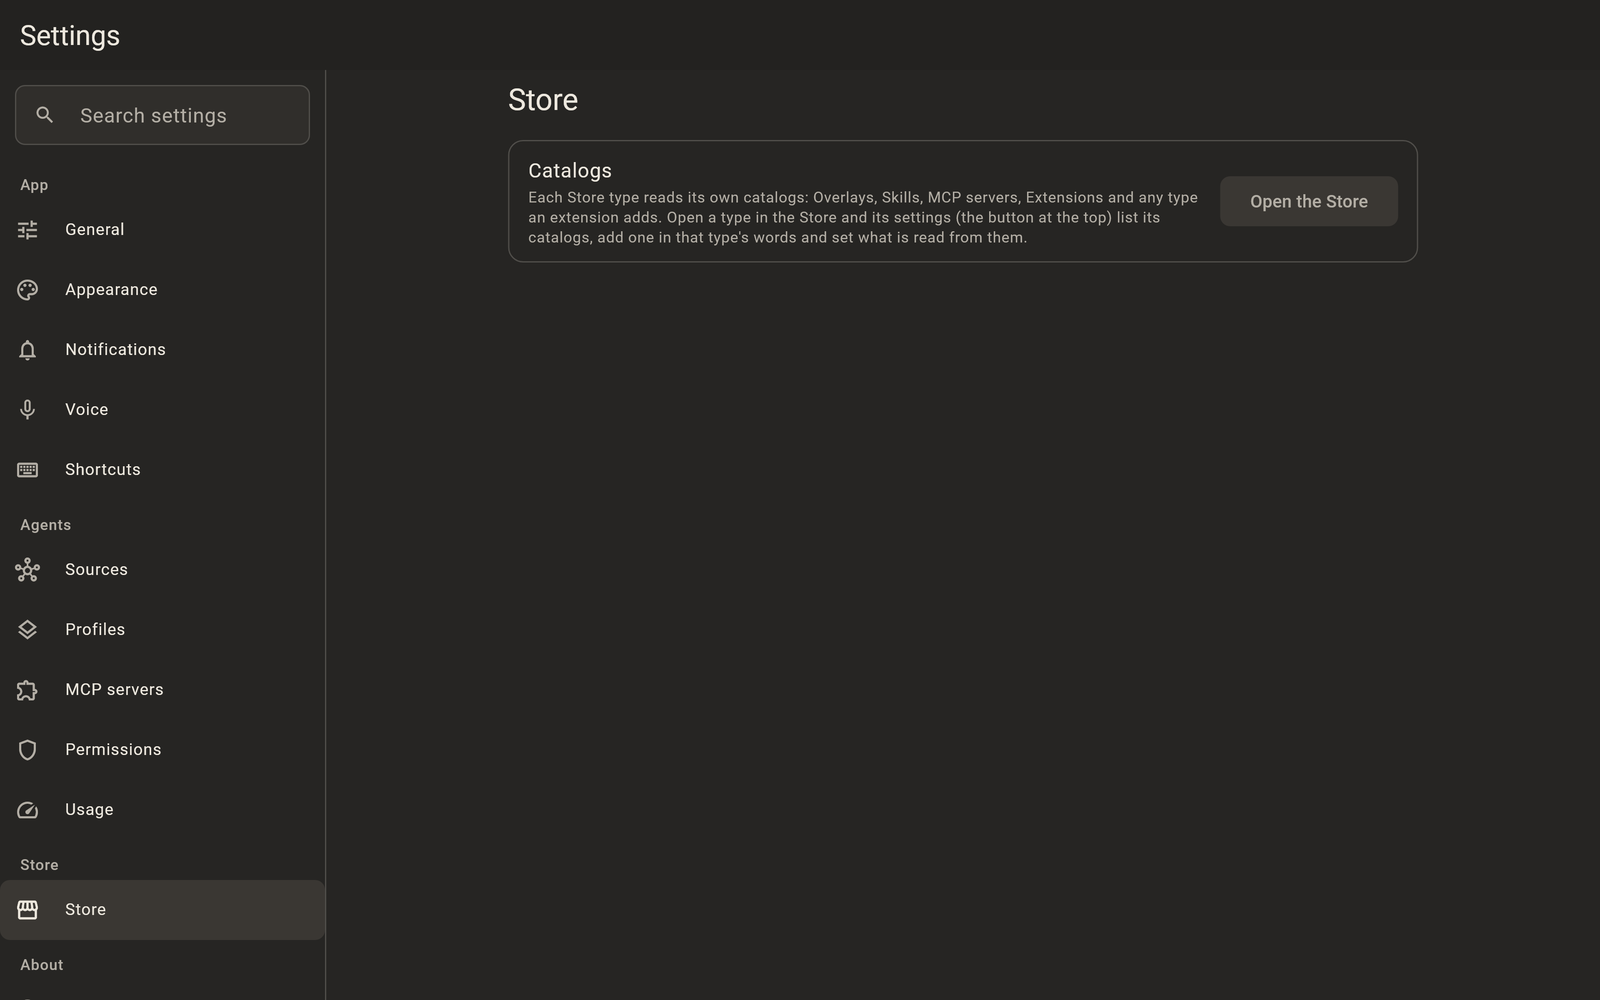 Settings
Search settings
App
General
Appearance
Notifications
Voice
Shortcuts
Agents
Sources
Profiles
MCP servers
Permissions
Usage
Store
Store
About
Store
Catalogs
Each Store type reads its own catalogs: Overlays, Skills, MCP servers, Extensions and any type
an extension adds. Open a type in the Store and its settings (the button at the top) list its
catalogs, add one in that type's words and set what is read from them.
Open the Store